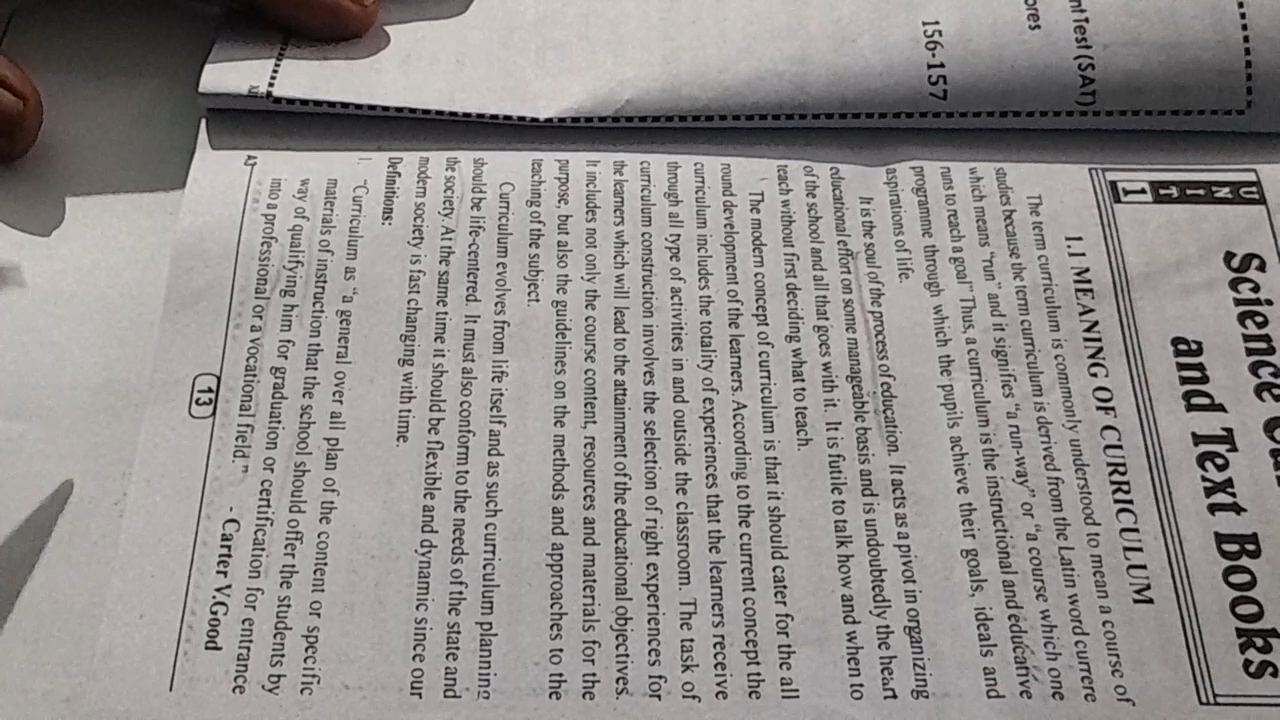 nt Test (SAT)
ores
156-157
xi
UNIT
1
Science
and Text Books
1.1 MEANING OF CURRICULUM
The term curriculum is commonly understood to mean a course of
studies because the term curriculum is derived from the Latin word currere
which means "run" and it signifies "a run-way" or "a course which one
runs to reach a goal" Thus, a curriculum is the instructional and educative
programme through which the pupils achieve their goals, ideals and
aspirations of life.
It is the soul of the process of education. It acts as a pivot in organizing
educational effort on some manageable basis and is undoubtedly the heart
of the school and all that goes with it. It is futile to talk how and when to
teach without first deciding what to teach.
The modern concept of curriculum is that it should cater for the all
round development of the learners. According to the current concept the
curriculum includes the totality of experiences that the learners receive
through all type of activities in and outside the classroom. The task of
curriculum construction involves the selection of right experiences for
the learners which will lead to the attainment of the educational objectives.
It includes not only the course content, resources and materials for the
purpose, but also the guidelines on the methods and approaches to the
teaching of the subject.
Curriculum evolves from life itself and as such curriculum planning
should be life-centered. It must also conform to the needs of the state and
the society. At the same time it should be flexible and dynamic since our
modern society is fast changing with time.
Definitions:
1. "Curriculum as "a general over all plan of the content or specific
materials of instruction that the school should offer the students by
way of qualifying him for graduation or certification for entrance
into a professional or a vocational field."
- Carter V.Good
13